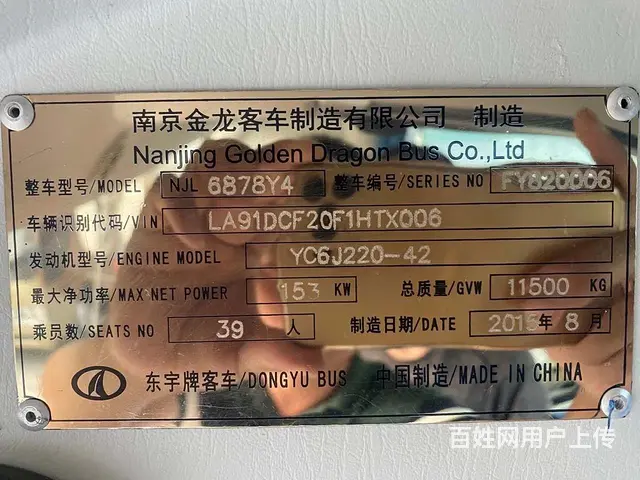 南京金龙客车制造有限公司 制造
Nanjing Golden Dragon Bus Co.,Ltd
整车型号/MODEL NJL 6878Y4 整车编号/SERIES NO FY620006
车辆识别代码/VIN LA91DCF20F1HTX006
发动机型号/ENGINE MODEL YC6J220-42
最大净功率/MAX NET POWER 153 KW 总质量/GVW 11500 KG
乘员数/SEATS NO 39 人 制造日期/DATE 2015年 8 月
东宇牌客车/DONGYU BUS 中国制造/MADE IN CHINA
百姓网用户上传